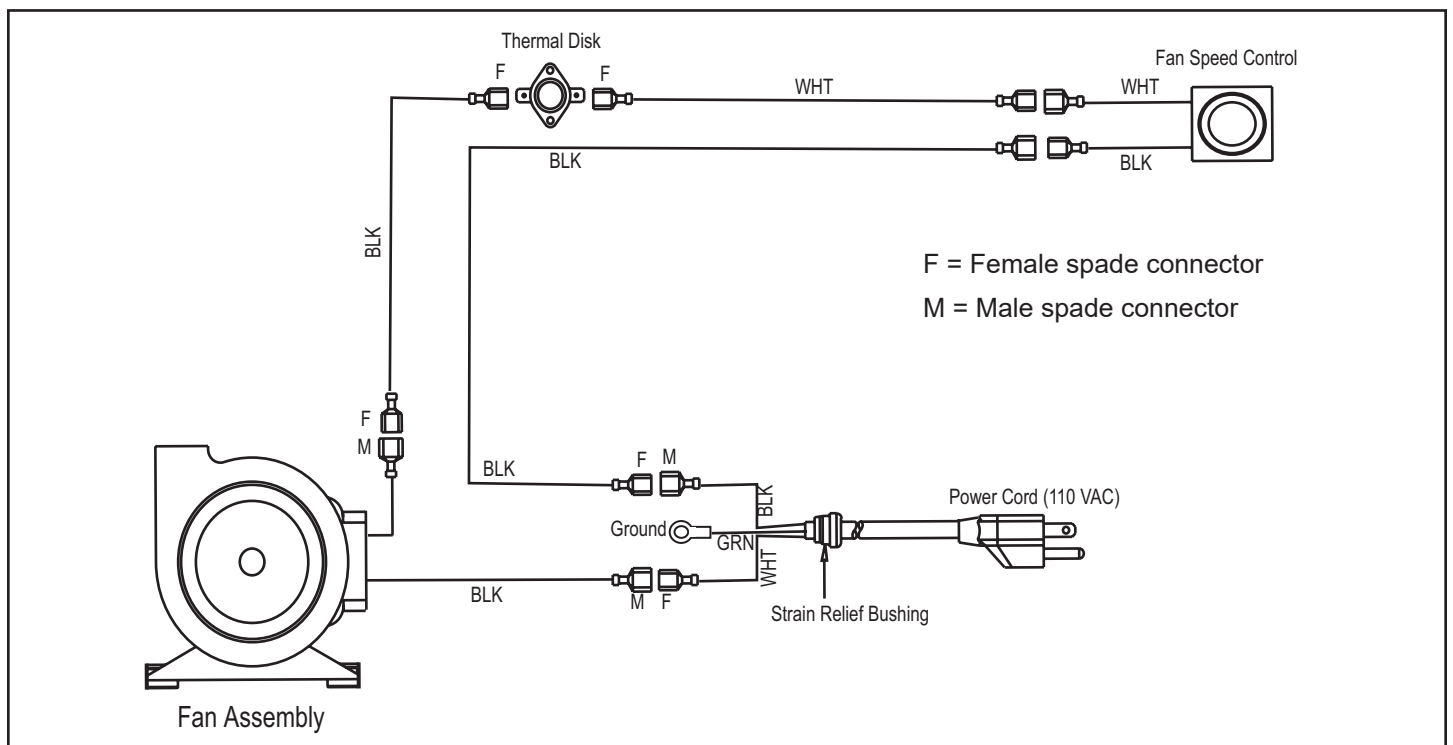 Thermal Disk
Fan Speed Control
F
F
WHT
WHT
BLK
BLK
BLK
F = Female spade connector
M = Male spade connector
F
M
BLK
F
M
BLK
Power Cord (110 VAC)
Ground
GRN
WHT
BLK
M
F
Strain Relief Bushing
Fan Assembly